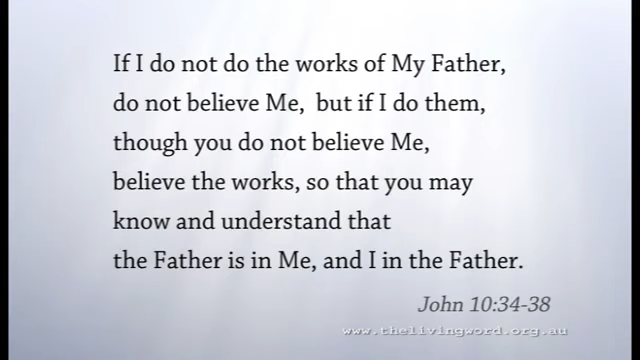 If I do not do the works of My Father,
do not believe Me, but if I do them,
though you do not believe Me,
believe the works, so that you may
know and understand that
the Father is in Me, and I in the Father.
John 10:34-38
www.thelivingword.org.au